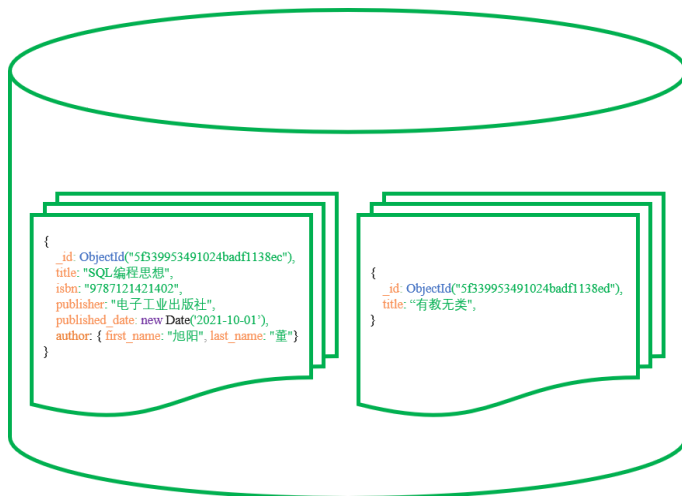 {
_id: ObjectId("5f339953491024badf1138ec"),
title: "SQL编程思想",
isbn: "9787121421402",
publisher: "电子工业出版社",
published_date: new Date('2021-10-01’),
author: { first_name: "旭阳", last_name: "董"}
}
{
_id: ObjectId("5f339953491024badf1138ed"),
title: “有教无类",
}